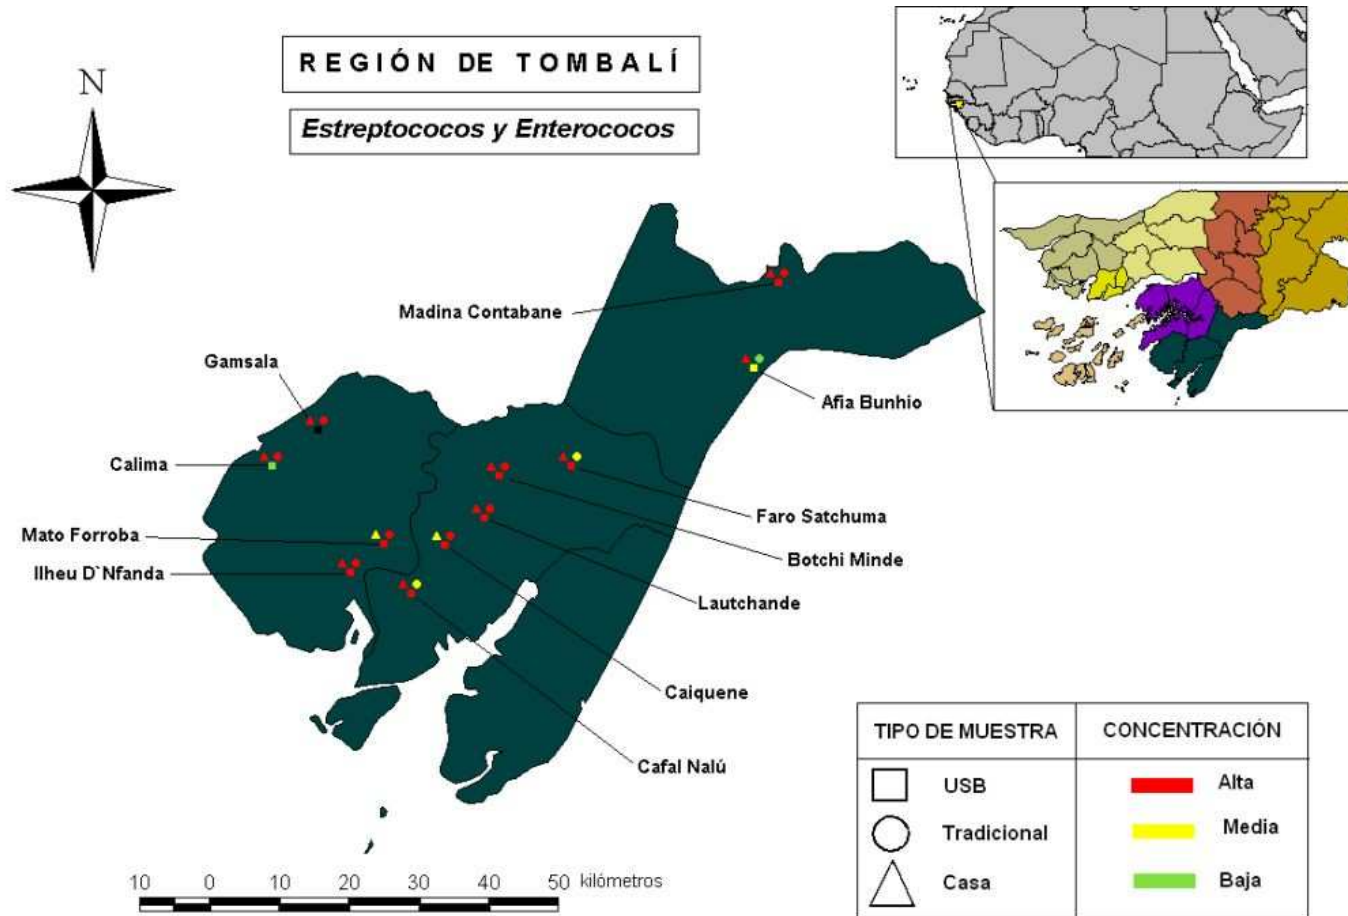 REGIÓN DE TOMBALÍ
Estreptococos y Enterococos
N
Madina Contabane
Gamsala
Afia Bunhio
Calima
Faro Satchuma
Mato Forroba
Botchi Minde
Ilheu D`Nfanda
Lautchande
Caiquene
Cafal Nalú
TIPO DE MUESTRA
CONCENTRACIÓN
USB
Alta
Tradicional
Media
Casa
Baja
10 0 10 20 30 40 50 kilómetros